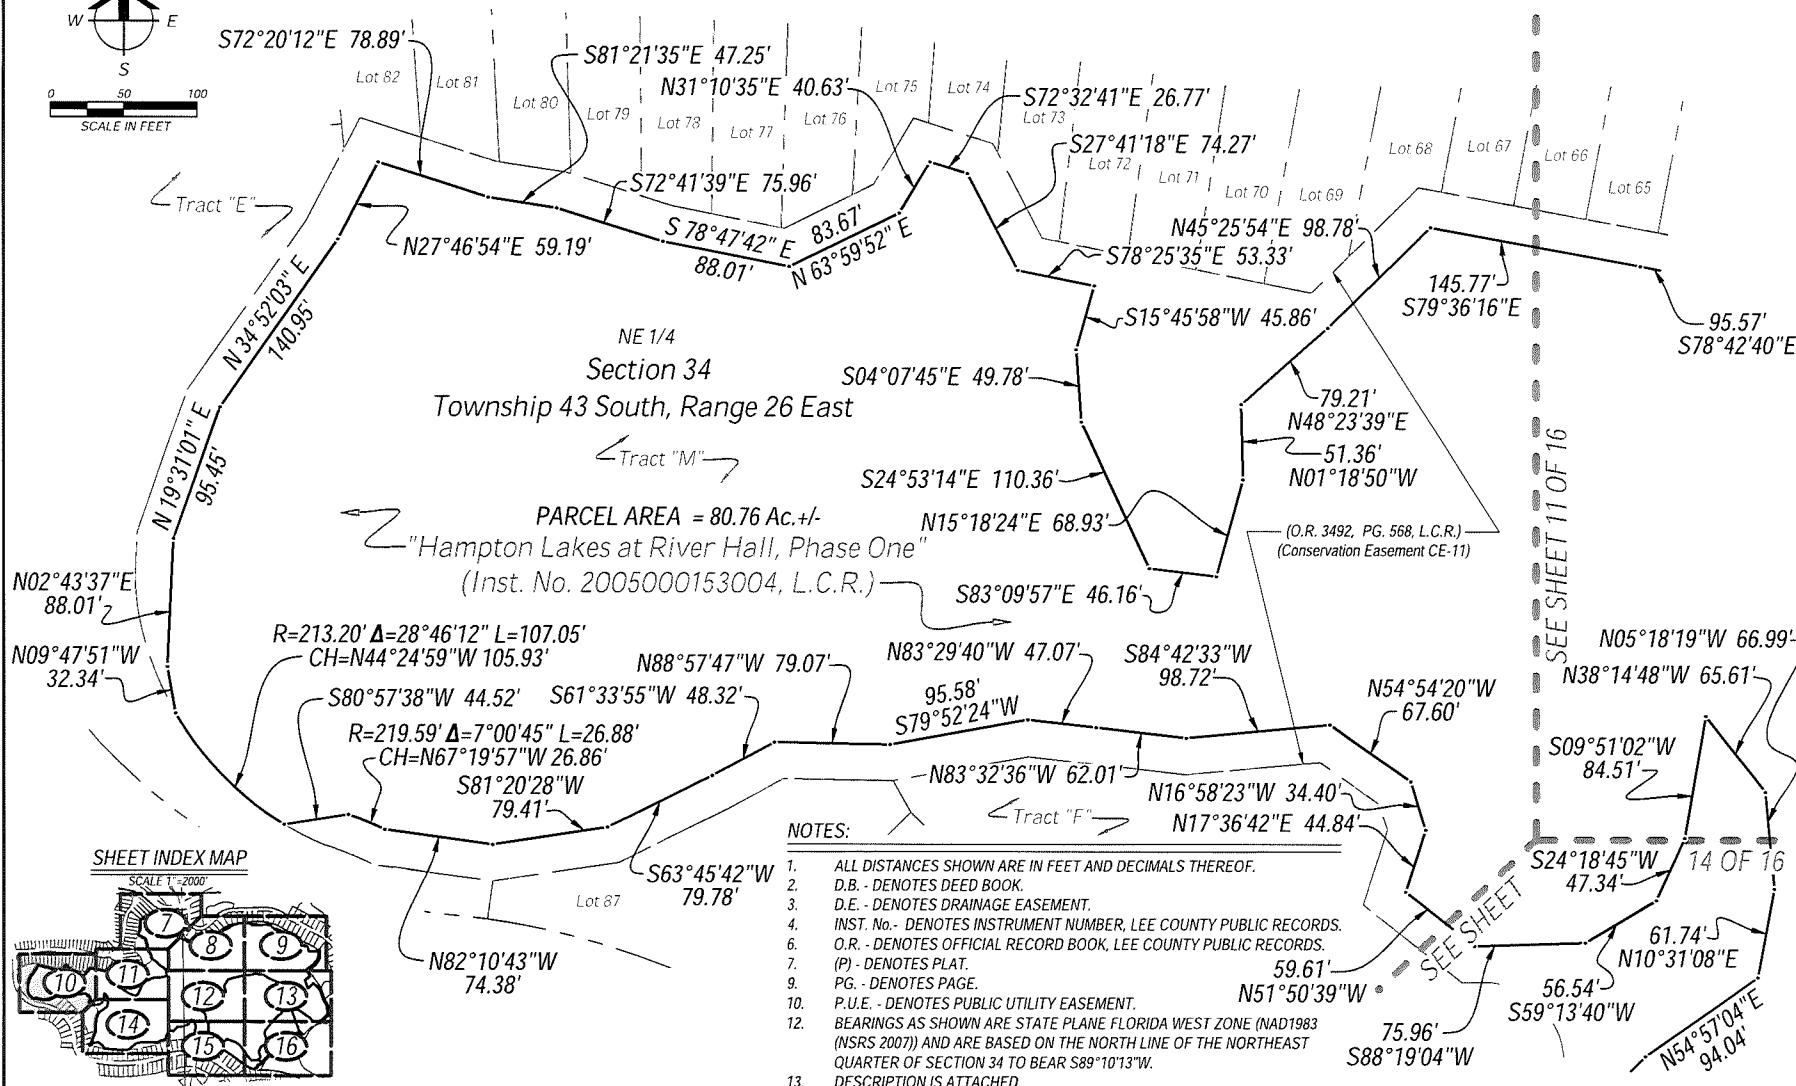 W E
S
0 50 100
SCALE IN FEET
S72°20'12"E 78.89'
S81°21'35"E 47.25'
N31°10'35"E 40.63'
S72°32'41"E 26.77'
S27°41'18"E 74.27'
Lot 82
Lot 81
Lot 80
Lot 79
Lot 78
Lot 77
Lot 76
Lot 75
Lot 74
Lot 73
Lot 72
Lot 71
Lot 70
Lot 69
Lot 68
Lot 67
Lot 66
Lot 65
Tract "E"
S72°41'39"E 75.96'
N27°46'54"E 59.19'
S 78°47'42" E
88.01'
83.67'
N 63°59'52" E
N45°25'54"E 98.78'
S78°25'35"E 53.33'
145.77'
S79°36'16"E
95.57'
S78°42'40"E
N 34°52'03" E
140.95'
S15°45'58"W 45.86'
NE 1/4
Section 34
Township 43 South, Range 26 East
S04°07'45"E 49.78'
79.21'
N48°23'39"E
51.36'
N01°18'50"W
Tract "M"
N 19°31'01" E
95.45'
S24°53'14"E 110.36'
N15°18'24"E 68.93'
PARCEL AREA = 80.76 Ac.+/-
"Hampton Lakes at River Hall, Phase One"
(Inst. No. 2005000153004, L.C.R.)
(O.R. 3492, PG. 568, L.C.R.)
(Conservation Easement CE-11)
SEE SHEET 11 OF 16
S83°09'57"E 46.16'
N02°43'37"E
88.01'
N09°47'51"W
32.34'
R=213.20' Δ=28°46'12" L=107.05'
CH=N44°24'59"W 105.93'
S80°57'38"W 44.52'
R=219.59' Δ=7°00'45" L=26.88'
CH=N67°19'57"W 26.86'
N88°57'47"W 79.07'
S61°33'55"W 48.32'
N83°29'40"W 47.07'
95.58'
S79°52'24"W
S84°42'33"W
98.72'
N54°54'20"W
67.60'
N05°18'19"W 66.99'
N38°14'48"W 65.61'
S09°51'02"W
84.51'
S81°20'28"W
79.41'
N83°32'36"W 62.01'
N16°58'23"W 34.40'
N17°36'42"E 44.84'
Tract "F"
S63°45'42"W
79.78'
Lot 87
N82°10'43"W
74.38'
S24°18'45"W
47.34'
SEE SHEET 14 OF 16
59.61'
N51°50'39"W
61.74'
N10°31'08"E
56.54'
S59°13'40"W
75.96'
S88°19'04"W
N54°57'04"E
94.04'
SHEET INDEX MAP
SCALE 1"=2000'
7
8
9
10
11
12
13
14
15
16
NOTES:
1. ALL DISTANCES SHOWN ARE IN FEET AND DECIMALS THEREOF.
2. D.B. - DENOTES DEED BOOK.
3. D.E. - DENOTES DRAINAGE EASEMENT.
4. INST. No.- DENOTES INSTRUMENT NUMBER, LEE COUNTY PUBLIC RECORDS.
6. O.R. - DENOTES OFFICIAL RECORD BOOK, LEE COUNTY PUBLIC RECORDS.
7. (P) - DENOTES PLAT.
9. PG. - DENOTES PAGE.
10. P.U.E. - DENOTES PUBLIC UTILITY EASEMENT.
12. BEARINGS AS SHOWN ARE STATE PLANE FLORIDA WEST ZONE (NAD1983
(NSRS 2007)) AND ARE BASED ON THE NORTH LINE OF THE NORTHEAST
QUARTER OF SECTION 34 TO BEAR S89°10'13"W.
13. DESCRIPTION IS ATTACHED.